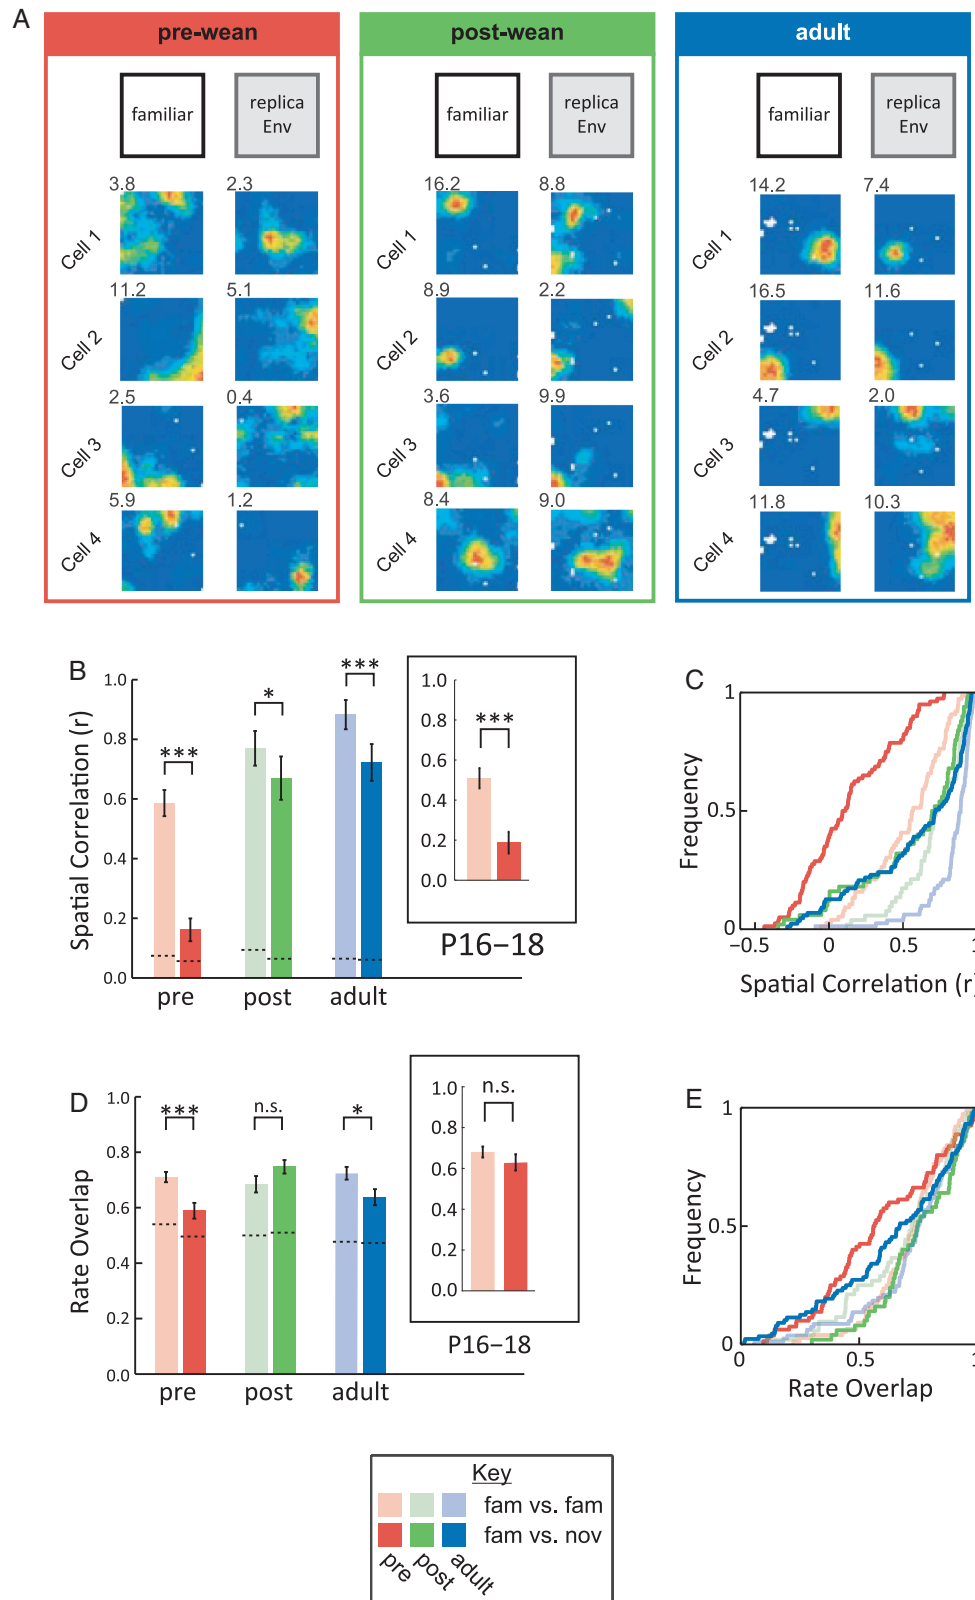 A
pre-wean
post-wean
adult
familiar
replica
Env
familiar
replica
Env
familiar
replica
Env
3.8
2.3
16.2
8.8
14.2
7.4
Cell 1
Cell 1
Cell 1
11.2
5.1
8.9
2.2
16.5
11.6
Cell 2
Cell 2
Cell 2
2.5
0.4
3.6
9.9
4.7
2.0
Cell 3
Cell 3
Cell 3
5.9
1.2
8.4
9.0
11.8
10.3
Cell 4
Cell 4
Cell 4
B
Spatial Correlation (r)
1.0
0.8
0.6
0.4
0.2
0.0
***
*
***
pre
post
adult
1.0
0.8
0.6
0.4
0.2
0.0
***
P16–18
C
Frequency
1
0.5
0
−0.5
0
0.5
1
Spatial Correlation (r)
D
Rate Overlap
1.0
0.8
0.6
0.4
0.2
0.0
***
n.s.
*
pre
post
adult
1.0
0.8
0.6
0.4
0.2
0.0
n.s.
P16–18
E
Frequency
1
0.5
0
0
0.5
1
Rate Overlap
Key
fam vs. fam
fam vs. nov
pre
post
adult